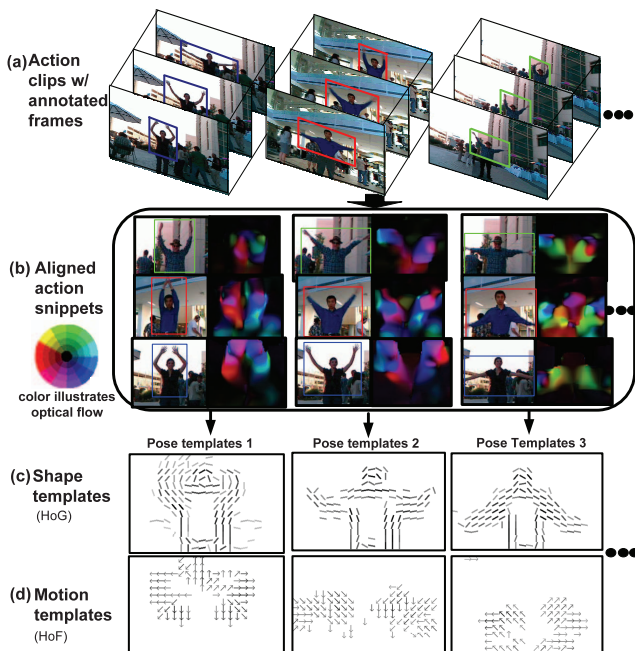 (a) Action
clips w/
annotated
frames
(b) Aligned
action
snippets
color illustrates
optical flow
Pose templates 1
Pose templates 2
Pose Templates 3
(c) Shape
templates
(HoG)
(d) Motion
templates
(HoF)